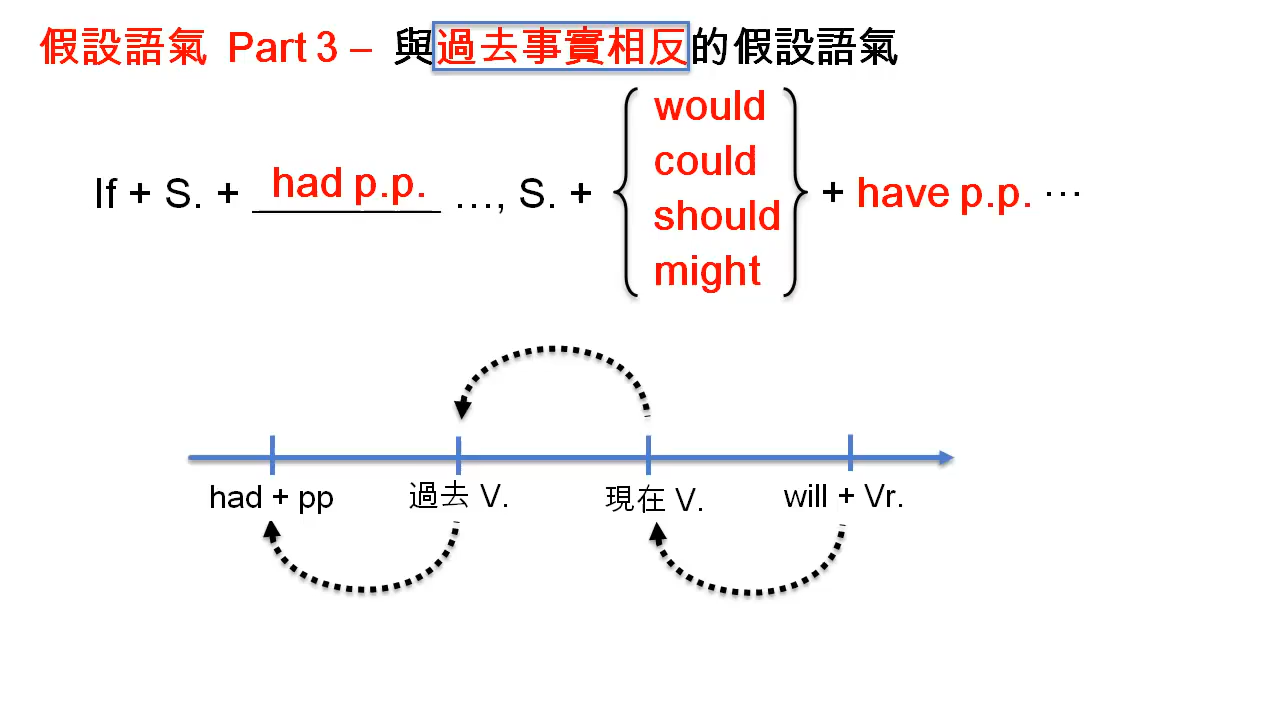 假設語氣 Part 3 – 與過去事實相反的假設語氣
would
could
should
might
If + S. + had p.p. …, S. + + have p.p. …
had + pp 過去 V. 現在 V. will + Vr.